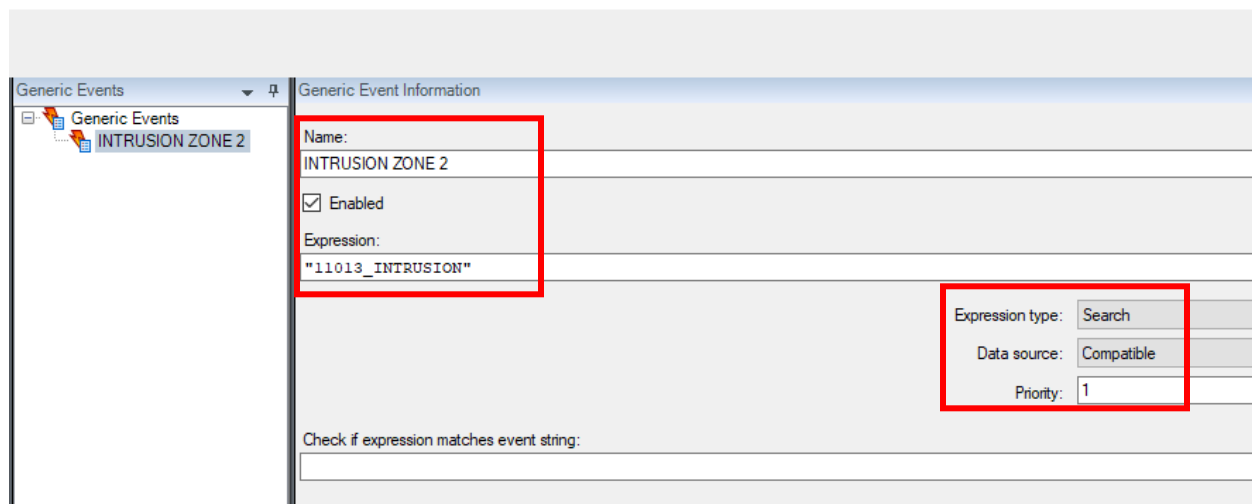 Generic Events
Generic Events
INTRUSION ZONE 2
Generic Event Information
Name:
INTRUSION ZONE 2
Enabled
Expression:
"11013_INTRUSION"
Expression type: Search
Data source: Compatible
Priority: 1
Check if expression matches event string: